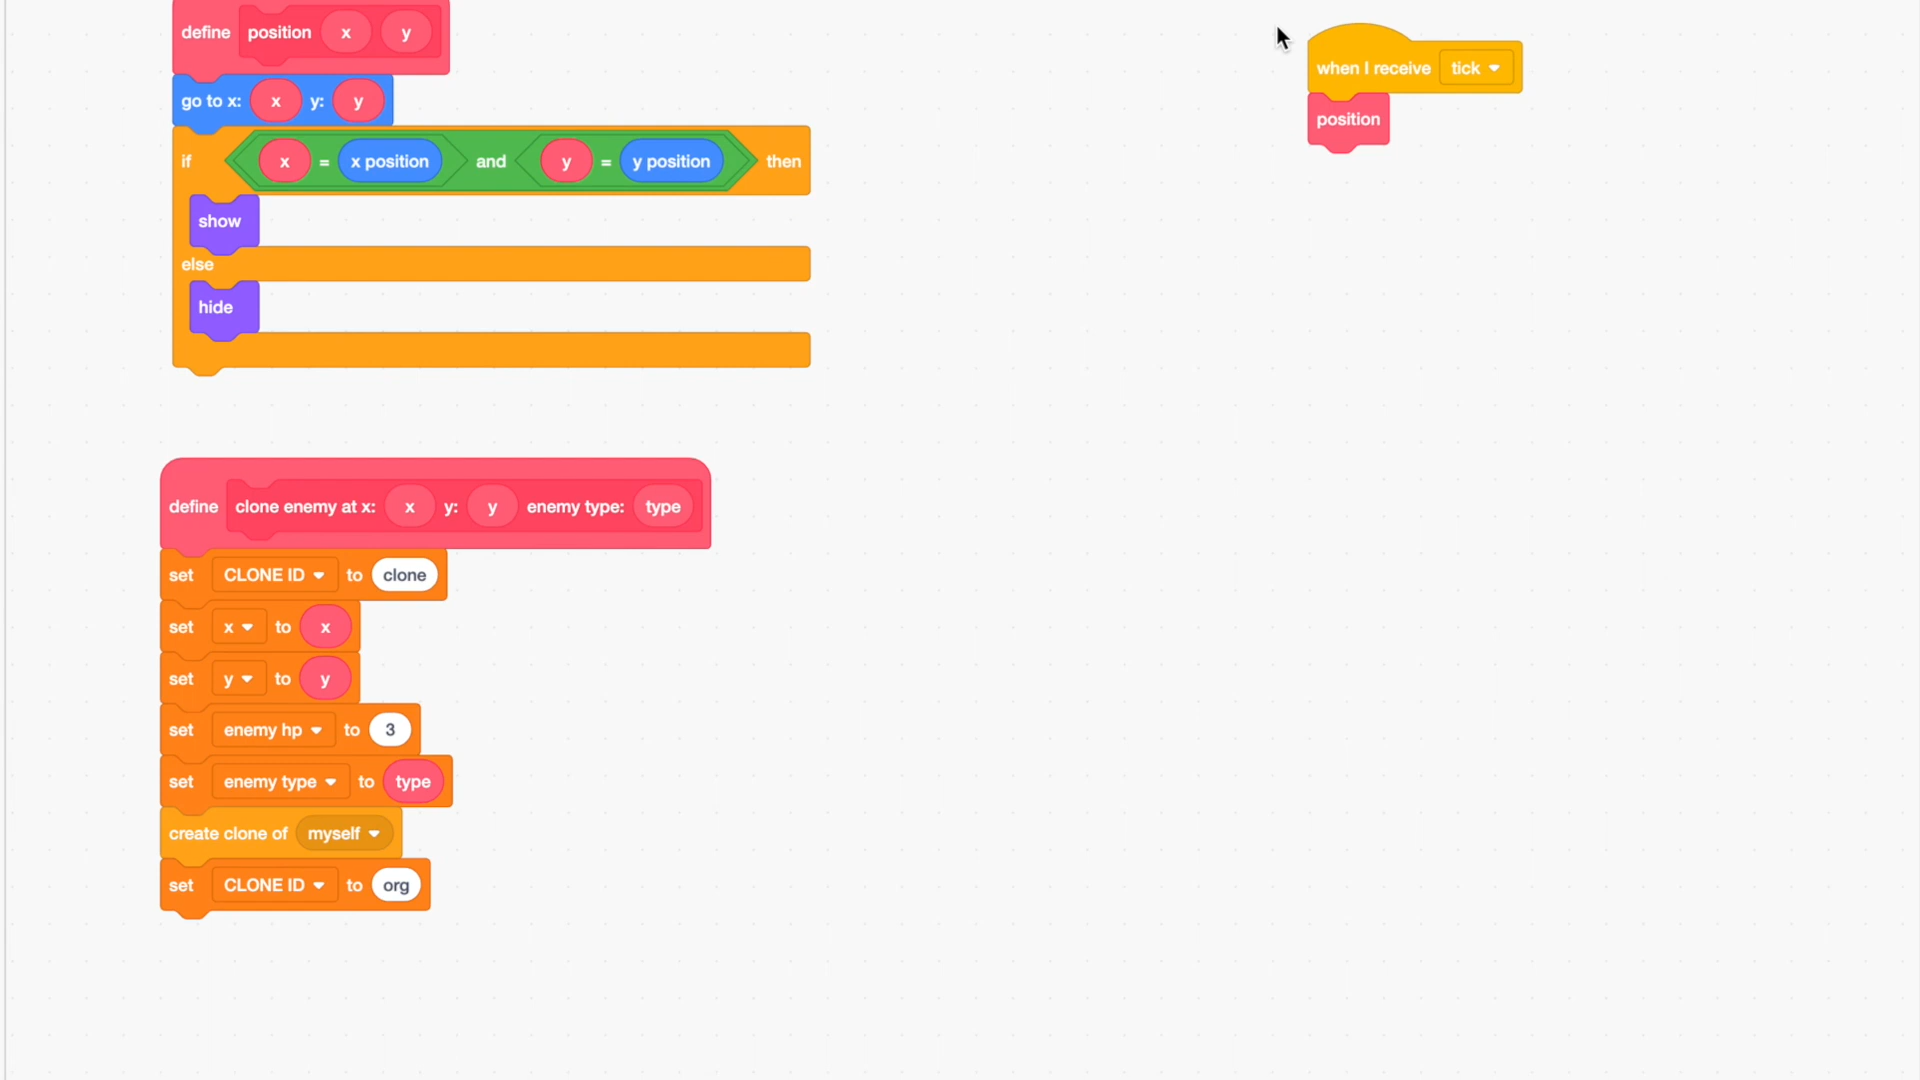 define position x y
go to x: x y: y
if x = x position and y = y position then
show
else
hide
when I receive tick
position
define clone enemy at x: x y: y enemy type: type
set CLONE ID to clone
set x to x
set y to y
set enemy hp to 3
set enemy type to type
create clone of myself
set CLONE ID to org